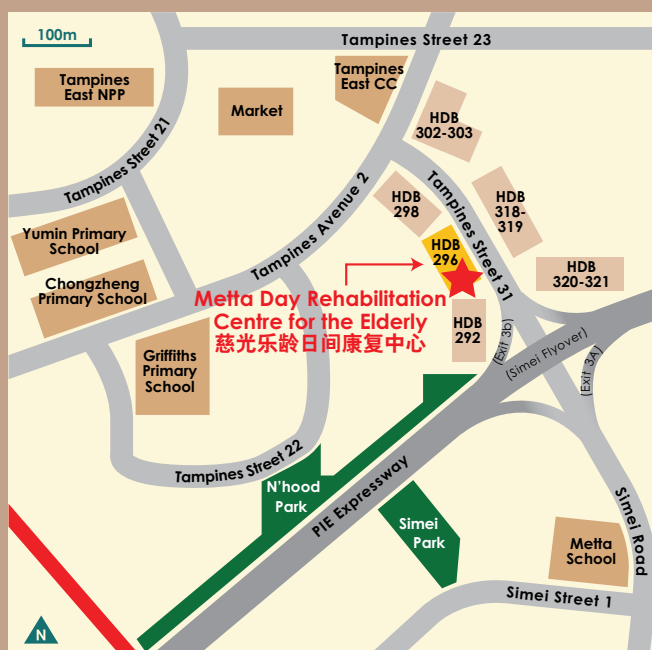 100m
Tampines Street 23
Tampines
East NPP
Market
Tampines
East CC
HDB
302-303
Tampines Street 21
Tampines Avenue 2
Tampines Street 31
HDB
298
HDB
318-
319
Yumin Primary
School
HDB
296
HDB
320-321
Chongzheng
Primary School
Metta Day Rehabilitation
Centre for the Elderly
慈光乐龄日间康复中心
HDB
292
(Exit 3b)
(Simei Flyover)
(Exit 3A)
Griffiths
Primary
School
Tampines Street 22
N'hood
Park
PIE Expressway
Simei
Park
Simei Road
Metta
School
Simei Street 1
N